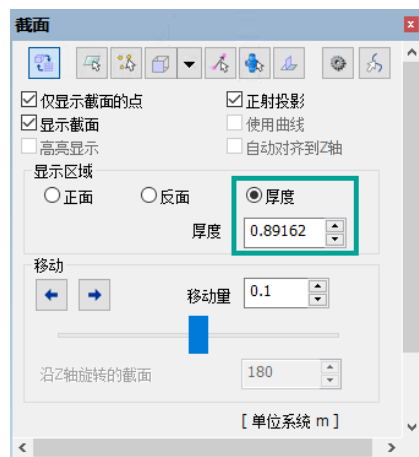 截面
仅显示截面的点 正射投影
显示截面 使用曲线
高亮显示 自动对齐到Z轴
显示区域
正面 反面 厚度
厚度 0.89162
移动
移动量 0.1
沿Z轴旋转的截面 180
[ 单位系统 m ]